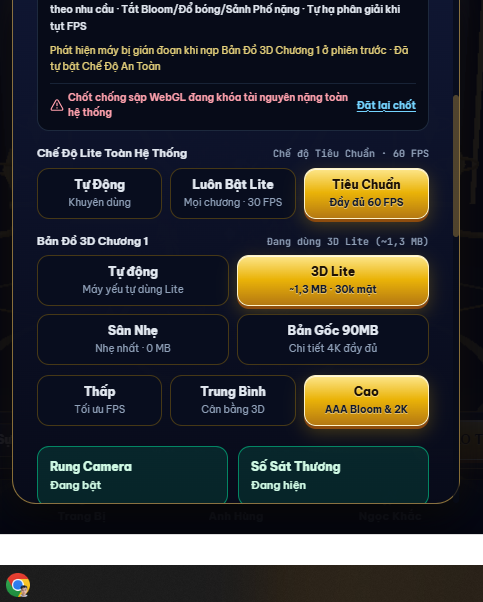 theo nhu cầu · Tắt Bloom/Đổ bóng/Sảnh Phố nặng · Tự hạ phân giải khi
tụt FPS
Phát hiện máy bị gián đoạn khi nạp Bản Đồ 3D Chương 1 ở phiên trước · Đã
tự bật Chế Độ An Toàn
Chốt chống sập WebGL đang khóa tài nguyên nặng toàn
hệ thống
Đặt lại chốt
Chế Độ Lite Toàn Hệ Thống
Chế độ Tiêu Chuẩn · 60 FPS
Tự Động
Khuyên dùng
Luôn Bật Lite
Mọi chương · 30 FPS
Tiêu Chuẩn
Đầy đủ 60 FPS
Bản Đồ 3D Chương 1
Đang dùng 3D Lite (~1,3 MB)
Tự động
Máy yếu tự dùng Lite
3D Lite
~1,3 MB · 30k mặt
Sân Nhẹ
Nhẹ nhất · 0 MB
Bản Gốc 90MB
Chi tiết 4K đầy đủ
Thấp
Tối ưu FPS
Trung Bình
Cân bằng 3D
Cao
AAA Bloom & 2K
Rung Camera
Đang bật
Số Sát Thương
Đang hiện
Trang Bị
Anh Hùng
Ngọc Khảo